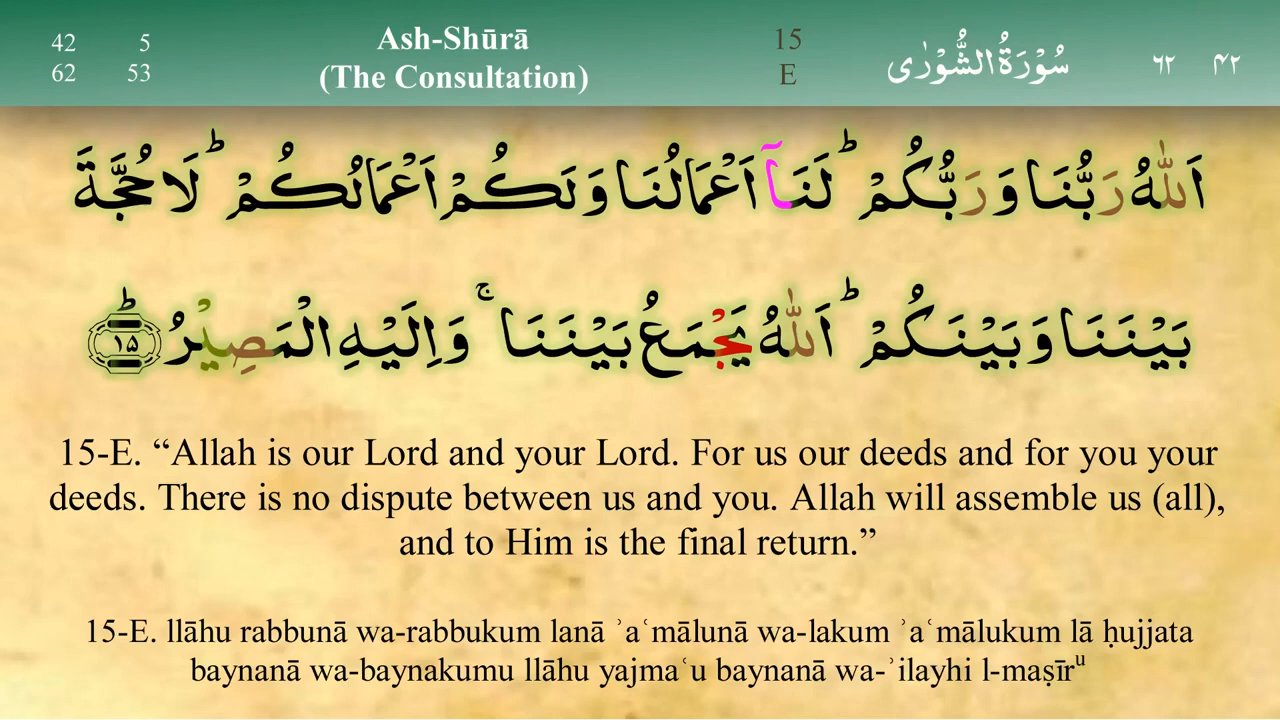 42 5 Ash-Shūrā 15 سُوْرَةُ الشُّوْرٰى ٦٢ ٤٢
62 53 (The Consultation) E
اَللّٰهُ رَبُّنَا وَ رَبُّكُمْ ؕ لَنَاۤ اَعْمَالُنَا وَ لَكُمْ اَعْمَالُكُمْ ؕ لَا حُجَّةَ
بَيْنَنَا وَ بَيْنَكُمْ ؕ اَللّٰهُ يَجْمَعُ بَيْنَنَا ۚ وَ اِلَيْهِ الْمَصِيْرُ ؕ ١٥
15-E. “Allah is our Lord and your Lord. For us our deeds and for you your
deeds. There is no dispute between us and you. Allah will assemble us (all),
and to Him is the final return.”
15-E. llāhu rabbunā wa-rabbukum lanā ʾaʿmālunā wa-lakum ʾaʿmālukum lā ḥujjata
baynanā wa-baynakumu llāhu yajmaʿu baynanā wa-ʾilayhi l-maṣīrᵘ